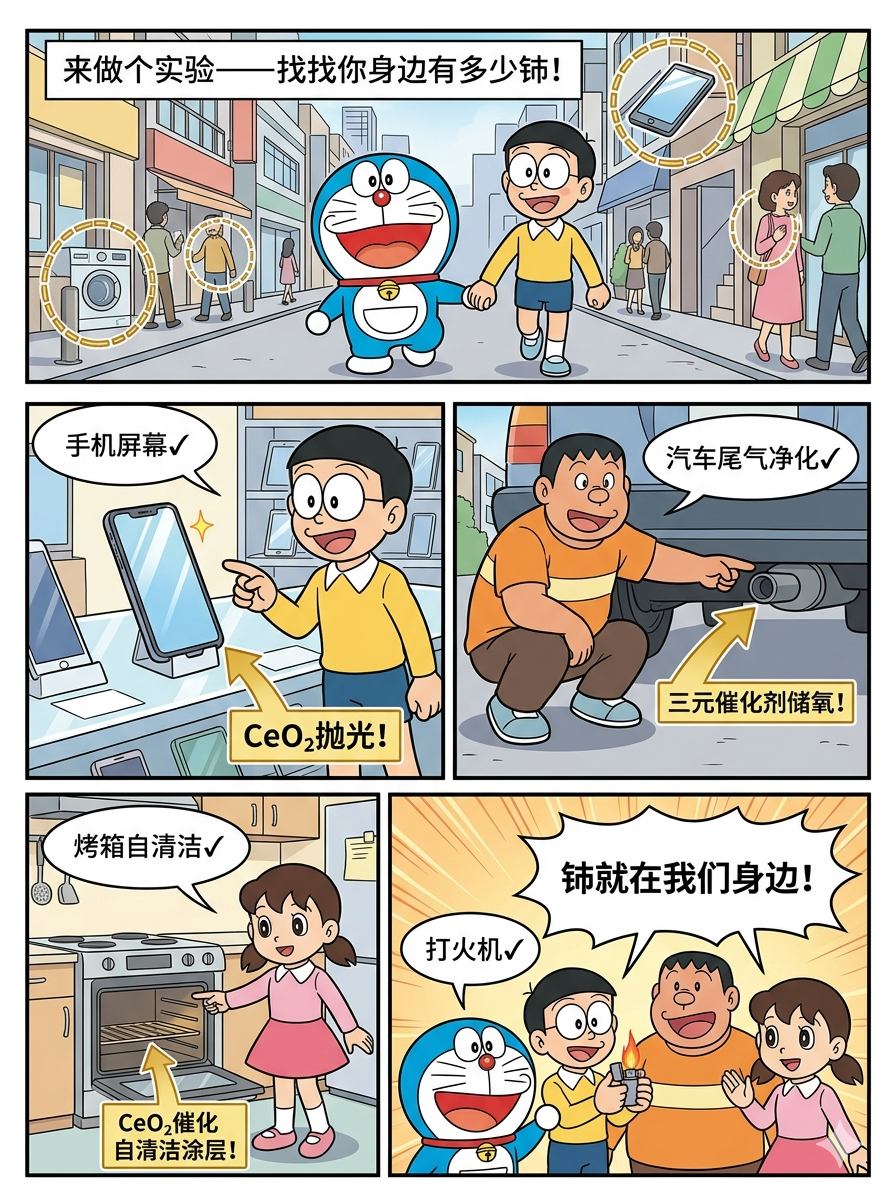 来做个实验——找找你身边有多少铈！
手机屏幕✓
CeO₂抛光！
汽车尾气净化✓
三元催化剂储氧！
烤箱自清洁✓
CeO₂催化
自清洁涂层！
铈就在我们身边！
打火机✓